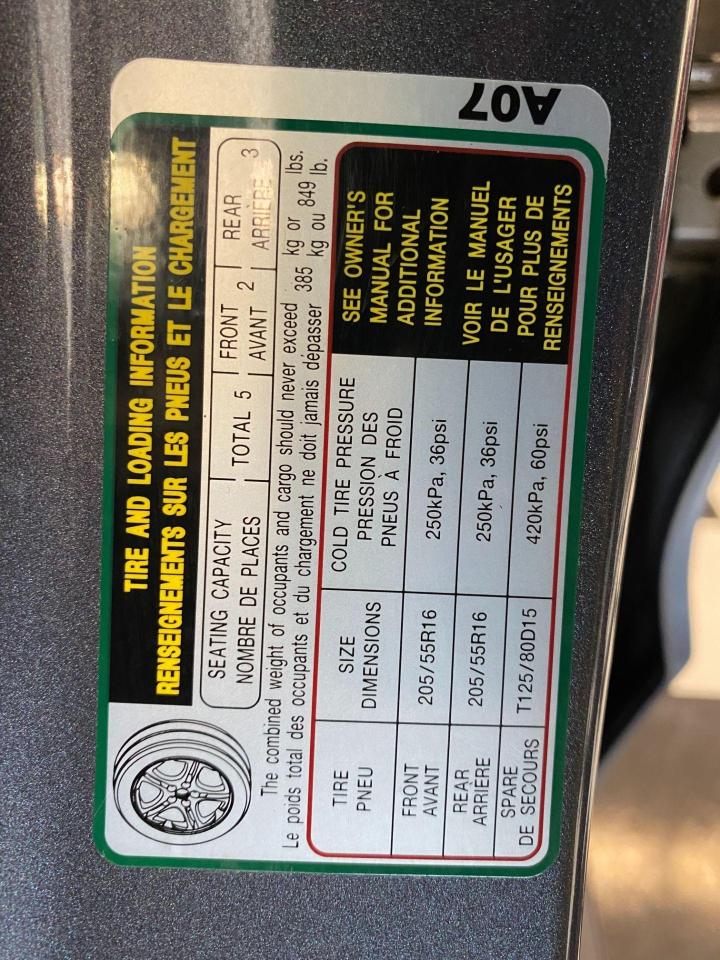 A07
TIRE AND LOADING INFORMATION
RENSEIGNEMENTS SUR LES PNEUS ET LE CHARGEMENT
SEATING CAPACITY
NOMBRE DE PLACES
TOTAL 5
FRONT
AVANT 2
REAR
ARRIÈRE 3
The combined weight of occupants and cargo should never exceed 385 kg or 849 lbs.
Le poids total des occupants et du chargement ne doit jamais dépasser 385 kg ou 849 lb.
TIRE
PNEU
SIZE
DIMENSIONS
COLD TIRE PRESSURE
PRESSION DES
PNEUS À FROID
FRONT
AVANT
205/55R16
250kPa, 36psi
REAR
ARRIÈRE
205/55R16
250kPa, 36psi
SPARE
DE SECOURS
T125/80D15
420kPa, 60psi
SEE OWNER'S
MANUAL FOR
ADDITIONAL
INFORMATION
VOIR LE MANUEL
DE L'USAGER
POUR PLUS DE
RENSEIGNEMENTS